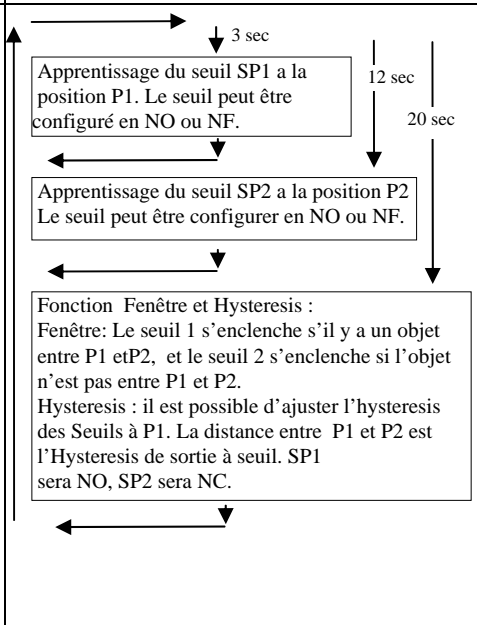 3 sec
12 sec
20 sec
Apprentissage du seuil SP1 a la
position P1. Le seuil peut être
configuré en NO ou NF.
Apprentissage du seuil SP2 a la position P2
Le seuil peut être configurer en NO ou NF.
Fonction Fenêtre et Hysteresis :
Fenêtre: Le seuil 1 s'enclenche s'il y a un objet
entre P1 etP2, et le seuil 2 s'enclenche si l'objet
n'est pas entre P1 et P2.
Hysteresis : il est possible d'ajuster l'hysteresis
des Seuils à P1. La distance entre P1 et P2 est
l'Hysteresis de sortie à seuil. SP1
sera NO, SP2 sera NC.